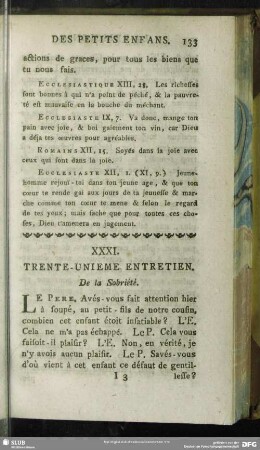 DES PETITS ENFANS. 133
actions de graces, pour tous les biens que
tu nous fais.
ECCLESIASTIQUE XIII, 28. Les richesses
sont bonnes à qui n'a point de péché, & la pauvre-
té est mauvaise en la bouche du méchant.
ECCLESIASTE IX, 7. Va donc, mange ton
pain avec joie, & boi gaiement ton vin, car Dieu
a déja tes œuvres pour agréables.
ROMAINS XII, 15. Soyés dans la joie avec
ceux qui sont dans la joie.
ECCLESIASTE XII, 1. (XI, 9.) Jeune-
homme rejouï-toi dans ton jeune age, & que ton
cœur te rende gai aux jours de ta jeunesse & mar-
che comme ton cœur te mene & selon le regard
de tes yeux; mais sache que pour toutes ces cho-
ses, Dieu t'amenera en jugement.
XXXI.
TRENTE-UNIEME ENTRETIEN.
De la Sobriété.
LE PERE. Avés-vous fait attention hier
à soupé, au petit-fils de notre cousin,
combien cet enfant étoit insatiable? L'E.
Cela ne m'a pas échappé. Le P. Cela vous
faisoit-il plaisir? L'E. Non, en vérité, je
n'y avois aucun plaisir. Le P. Savés-vous
d'où vient à cet enfant ce défaut de gentil-
I 3 lesse?
SLUB
DFG